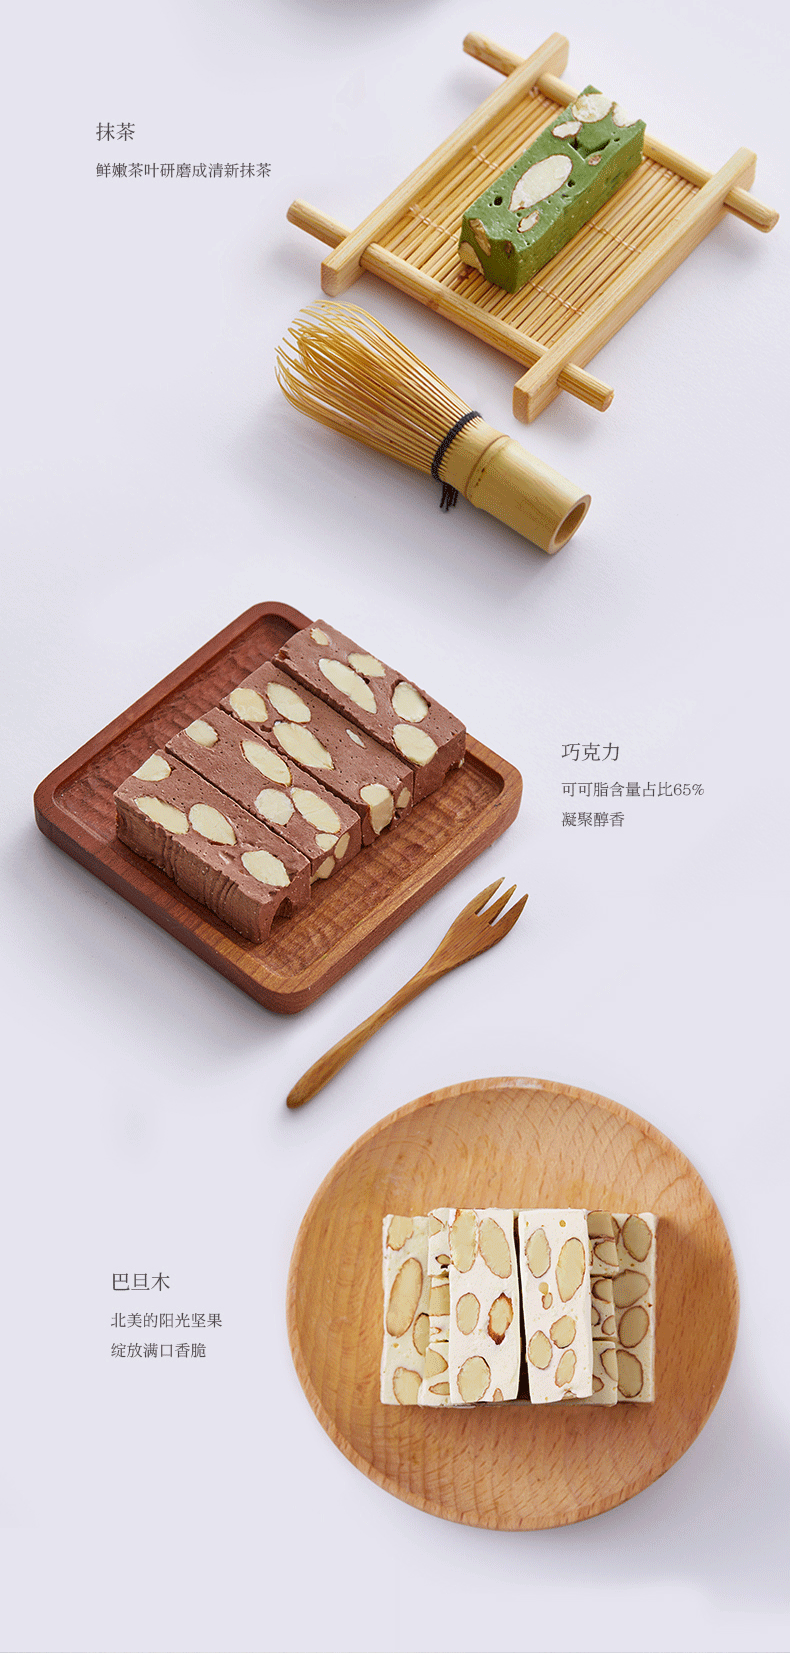 抹茶
鲜嫩茶叶研磨成清新抹茶
巧克力
可可脂含量占比65%
凝聚醇香
巴旦木
北美的阳光坚果
绽放满口香脆